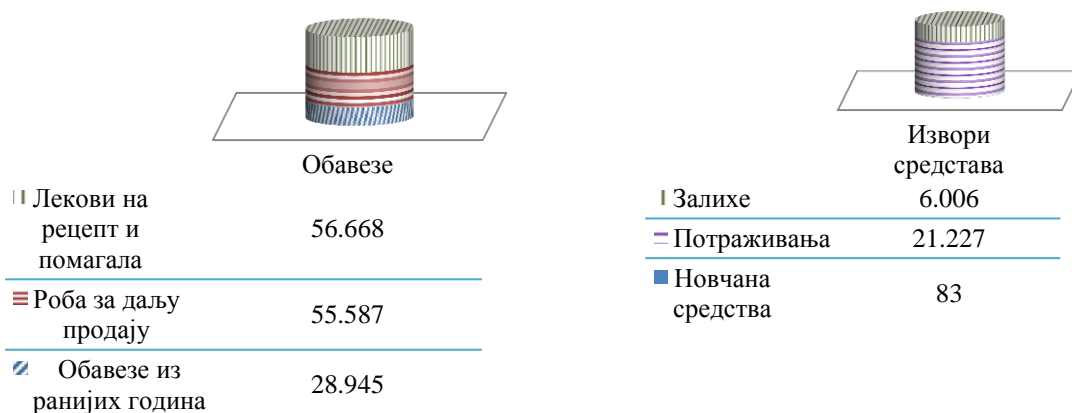 Обавезе
Лекови на
рецепт и
помагала
56.668
Роба за даљу
продају
55.587
Обавезе из
ранијих година
28.945
Извори
средстава
Залихе
6.006
Потраживања
21.227
Новчана
средства
83